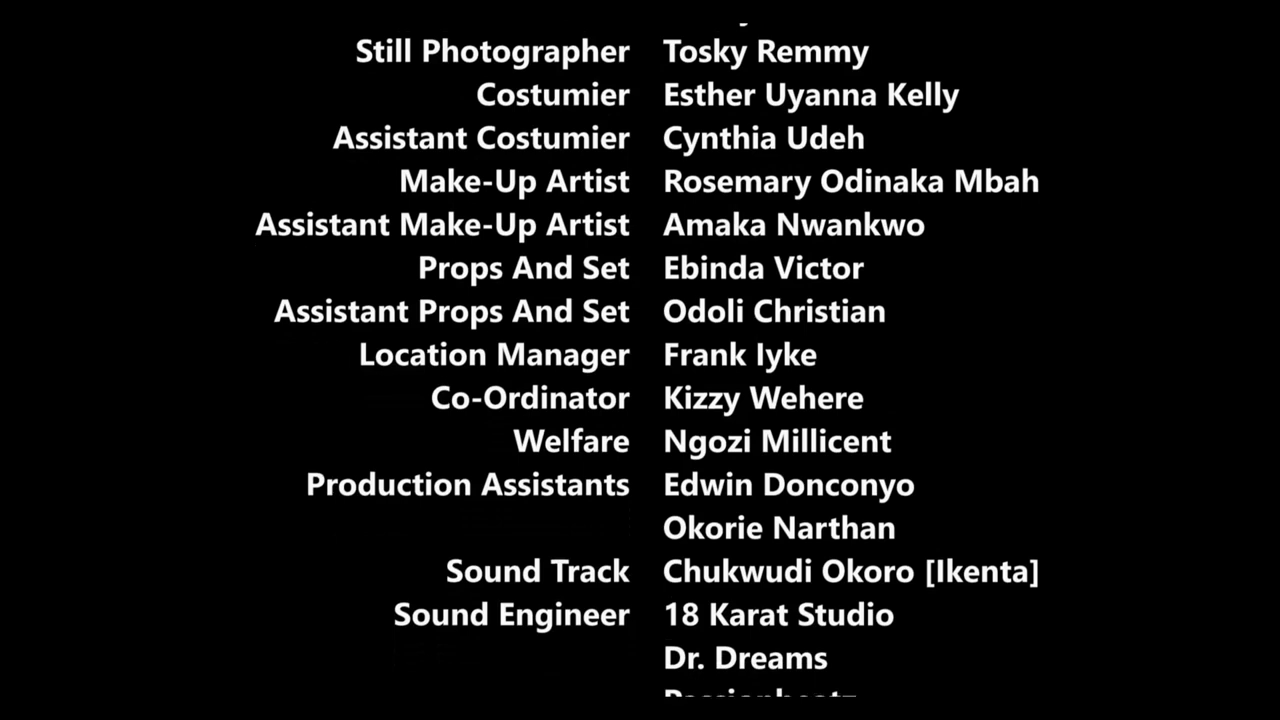 Still Photographer Tosky Remmy
Costumier Esther Uyanna Kelly
Assistant Costumier Cynthia Udeh
Make-Up Artist Rosemary Odinaka Mbah
Assistant Make-Up Artist Amaka Nwankwo
Props And Set Ebinda Victor
Assistant Props And Set Odoli Christian
Location Manager Frank Iyke
Co-Ordinator Kizzy Wehere
Welfare Ngozi Millicent
Production Assistants Edwin Donconyo
Okorie Narthan
Sound Track Chukwudi Okoro [Ikenta]
Sound Engineer 18 Karat Studio
Dr. Dreams